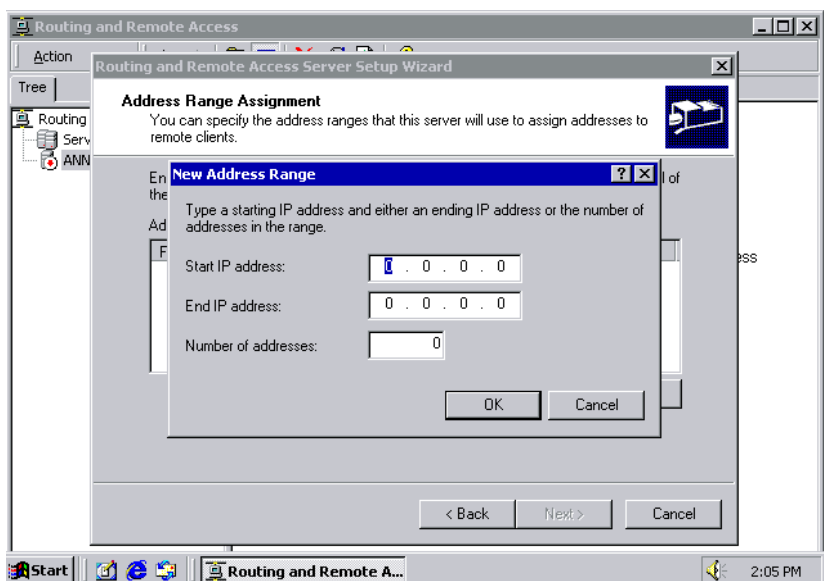 Routing and Remote Access
Action
Tree
Routing
Serv
ANN
Routing and Remote Access Server Setup Wizard
Address Range Assignment
You can specify the address ranges that this server will use to assign addresses to
remote clients.
En
l of
the
Ad
F
ess
New Address Range
Type a starting IP address and either an ending IP address or the number of
addresses in the range.
Start IP address: 0 . 0 . 0 . 0
End IP address: 0 . 0 . 0 . 0
Number of addresses: 0
OK Cancel
< Back Next > Cancel
Start Routing and Remote A... 2:05 PM